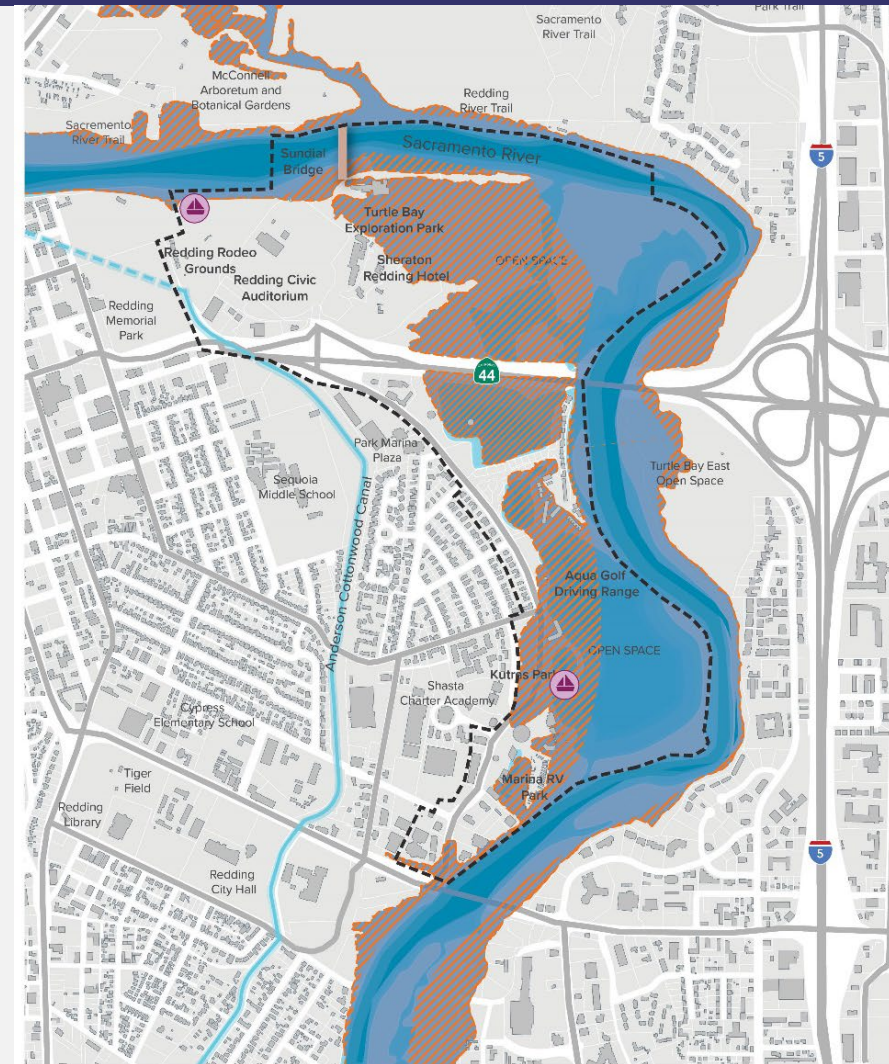 Park Trail
Sacramento
River Trail
McConnell
Arboretum and
Botanical Gardens
Redding
River Trail
Sacramento
River Trail
Sundial
Bridge
Sacramento River
5
Turtle Bay
Exploration Park
Redding Rodeo
Grounds
Sheraton
Redding Hotel
OPEN SPACE
Redding Civic
Auditorium
Redding
Memorial
Park
44
Park Marina
Plaza
Turtle Bay East
Open Space
Sequoia
Middle School
Anderson Cottonwood Canal
Aqua Golf
Driving Range
OPEN SPACE
Kutras Park
Shasta
Charter Academy
Cypress
Elementary School
Tiger
Field
Marina RV
Park
Redding
Library
5
Redding
City Hall